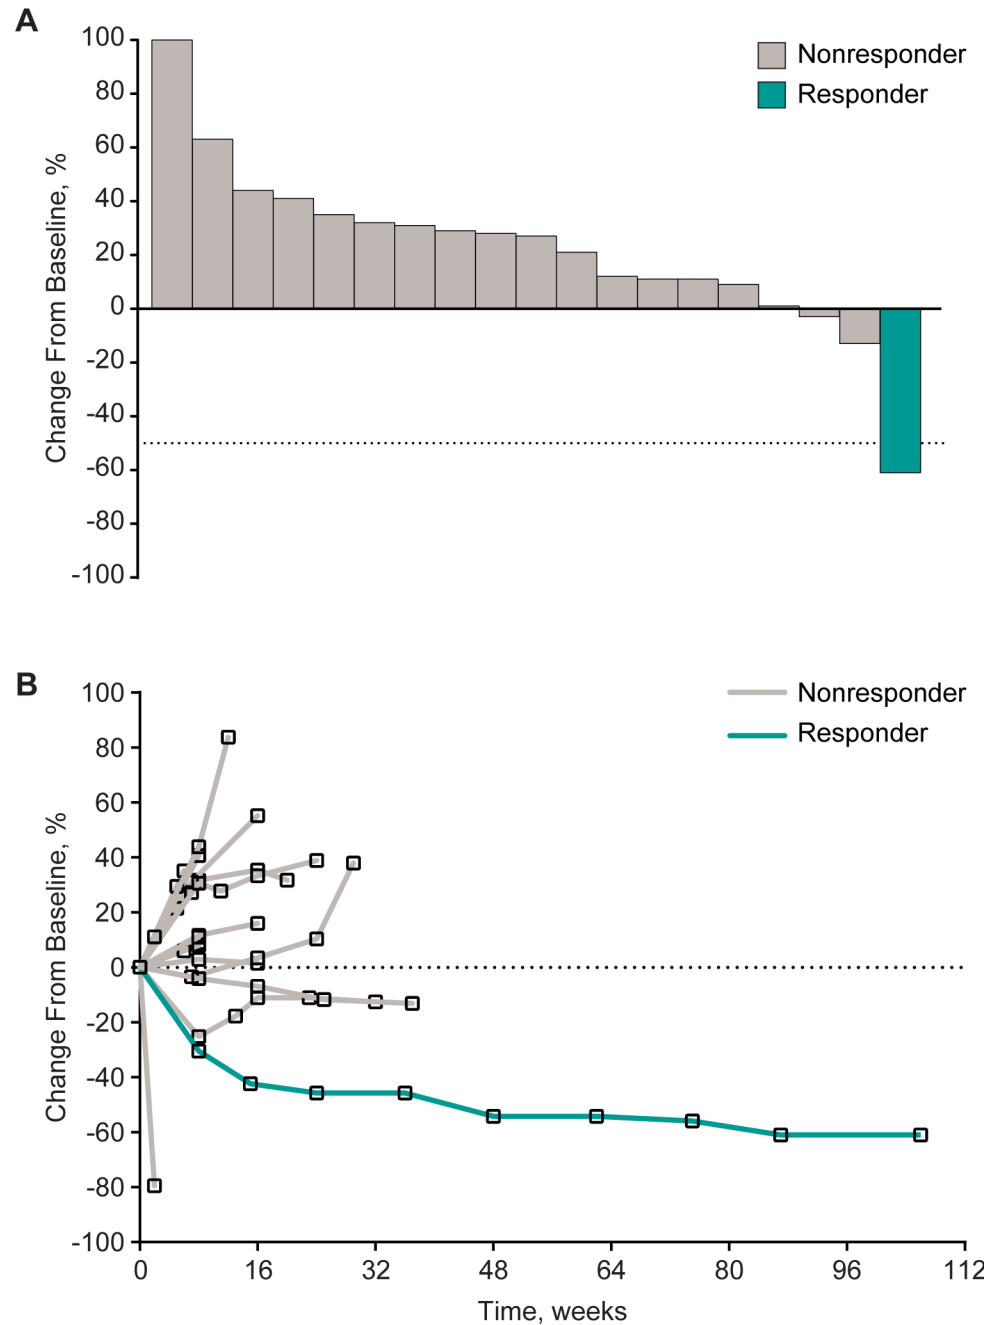 A
Change From Baseline, %
100
80
60
40
20
0
-20
-40
-60
-80
-100
Nonresponder
Responder
B
Change From Baseline, %
100
80
60
40
20
0
-20
-40
-60
-80
-100
Nonresponder
Responder
0 16 32 48 64 80 96 112
Time, weeks